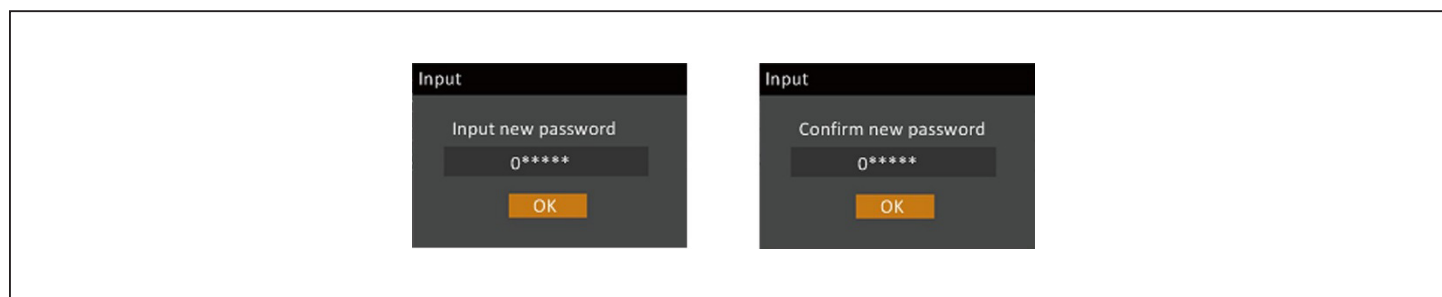 Input
Input new password
0*****
OK
Input
Confirm new password
0*****
OK